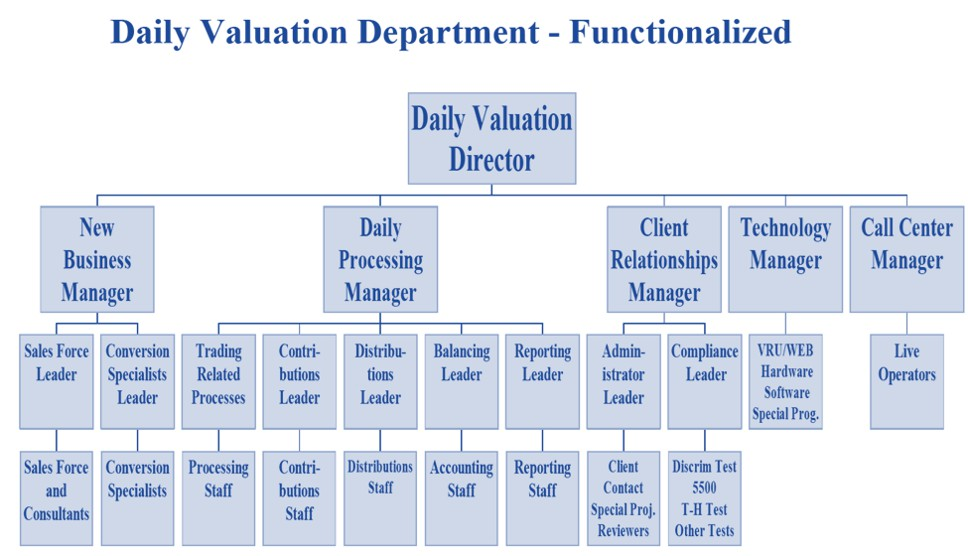 Daily Valuation Department - Functionalized
Daily Valuation
Director
New
Business
Manager
Daily
Processing
Manager
Client
Relationships
Manager
Technology
Manager
Call Center
Manager
Sales Force
Leader
Conversion
Specialists
Leader
Trading
Related
Processes
Contri-
butions
Leader
Distribu-
tions
Leader
Balancing
Leader
Reporting
Leader
Admin-
istrator
Leader
Compliance
Leader
VRU/WEB
Hardware
Software
Special Prog.
Live
Operators
Sales Force
and
Consultants
Conversion
Specialists
Processing
Staff
Contri-
butions
Staff
Distributions
Staff
Accounting
Staff
Reporting
Staff
Client
Contact
Special Proj.
Reviewers
Discrim Test
5500
T-H Test
Other Tests